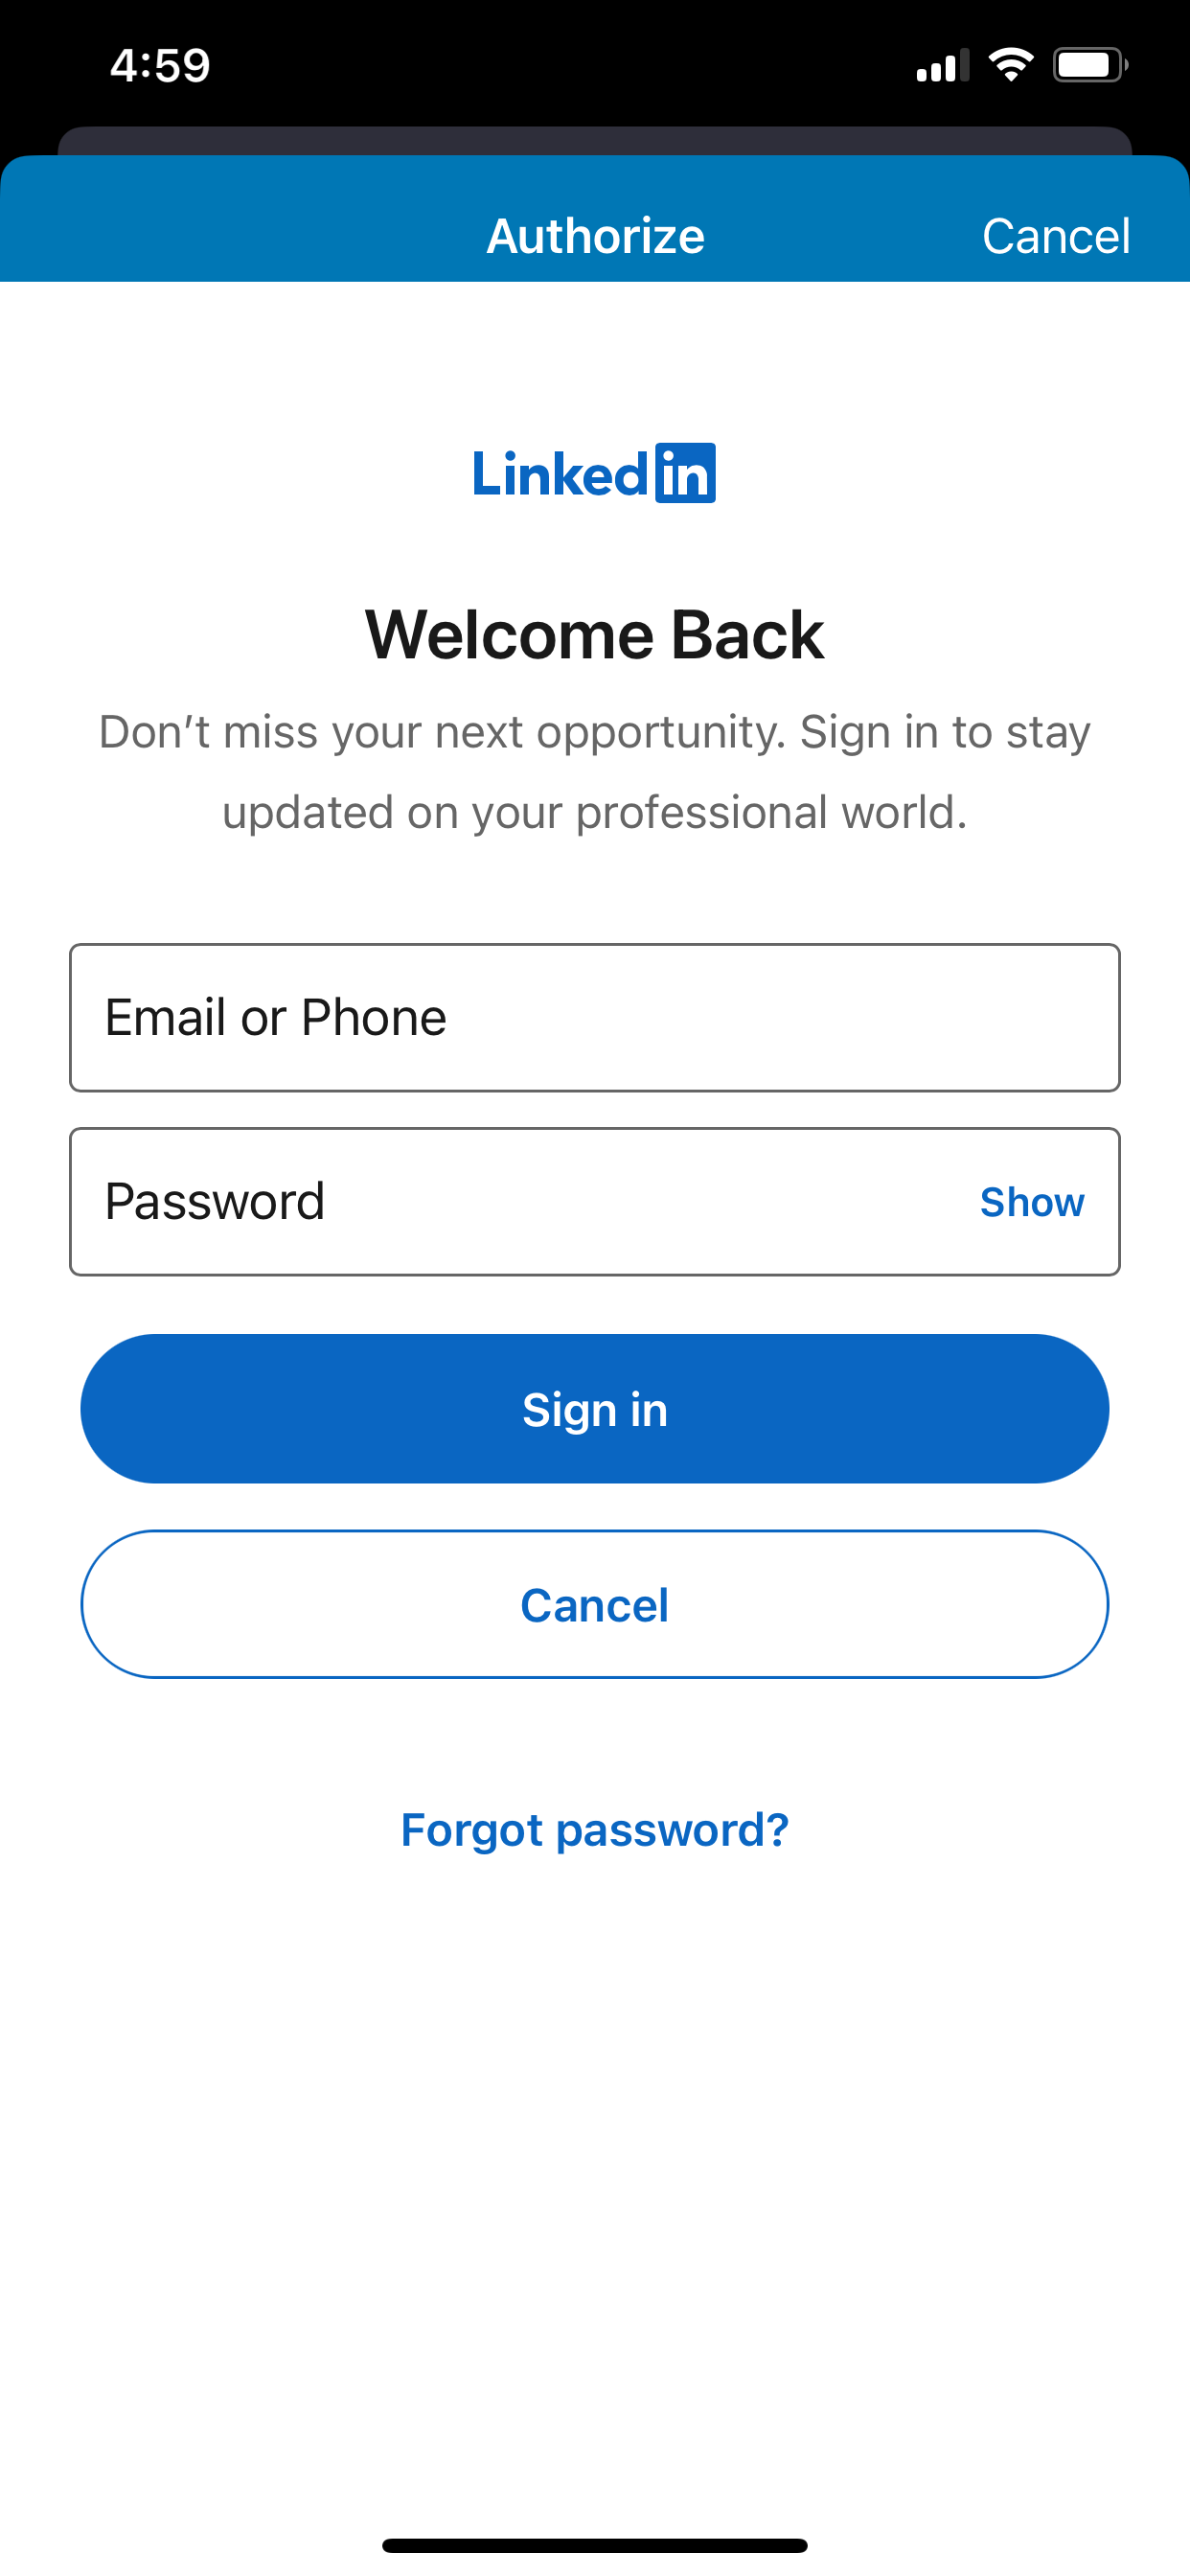 4:59
Authorize
Cancel
Linkedin
Welcome Back
Don’t miss your next opportunity. Sign in to stay
updated on your professional world.
Email or Phone
Password
Show
Sign in
Cancel
Forgot password?